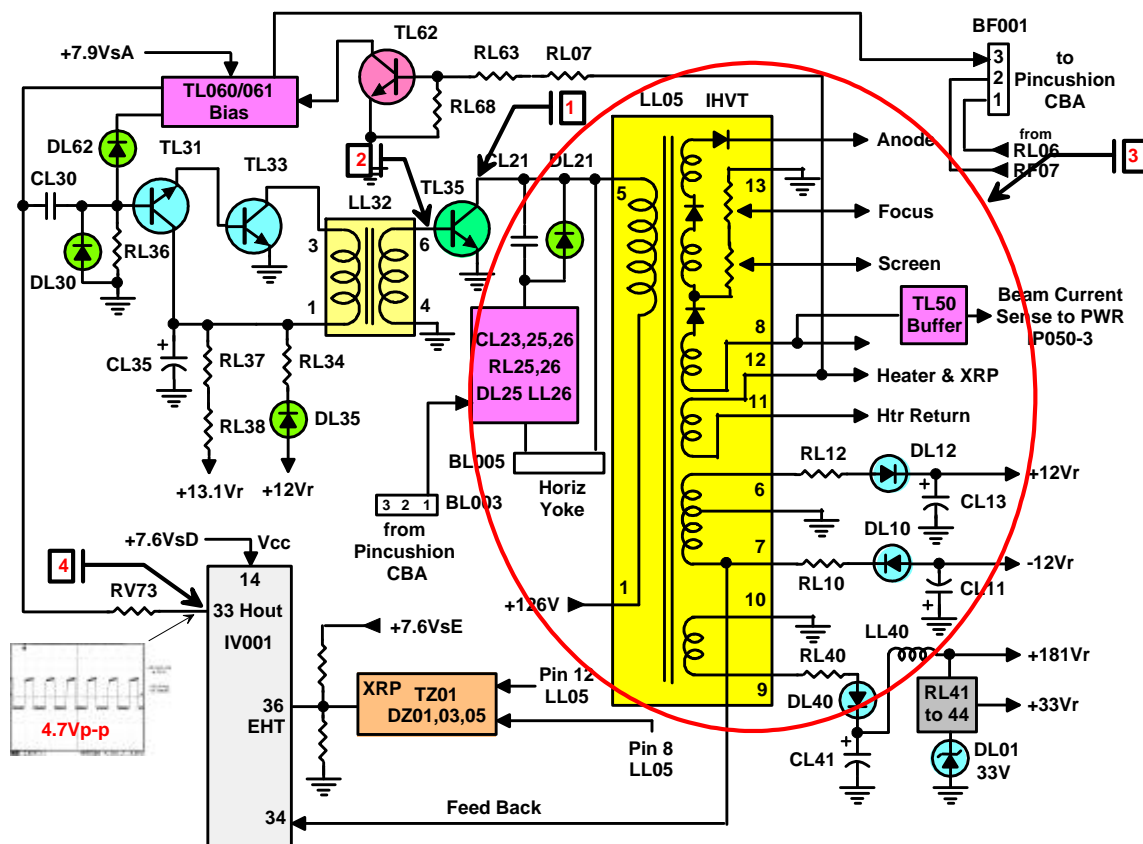 TL62
BF001
+7.9VsA
RL63
RL07
3
2
1
to
Pincushion
CBA
TL060/061
Bias
RL68
1
LL05
IHVT
from
RL06
RF07
3
DL62
TL31
TL33
2
CL21
DL21
Anode
CL30
TL35
5
13
LL32
Focus
RL36
3
6
DL30
Screen
1
4
8
TL50
Buffer
Beam Current
Sense to PWR
IP050-3
CL35
+
RL37
RL34
CL23,25,26
RL25,26
DL25 LL26
12
Heater & XRP
11
Htr Return
RL38
DL35
BL005
RL12
DL12
+12Vr
+13.1Vr
+12Vr
3 2 1
BL003
Horiz
Yoke
6
+
CL13
from
Pincushion
CBA
+7.6VsD
Vcc
7
DL10
-12Vr
4
14
RL10
+
CL11
RV73
33 Hout
IV001
+126V
1
10
+7.6VsE
LL40
RL40
+181Vr
4.7Vp-p
XRP
TZ01
DZ01,03,05
Pin 12
LL05
9
DL40
RL41
to 44
+33Vr
36
EHT
Pin 8
LL05
+
CL41
DL01
33V
34
Feed Back